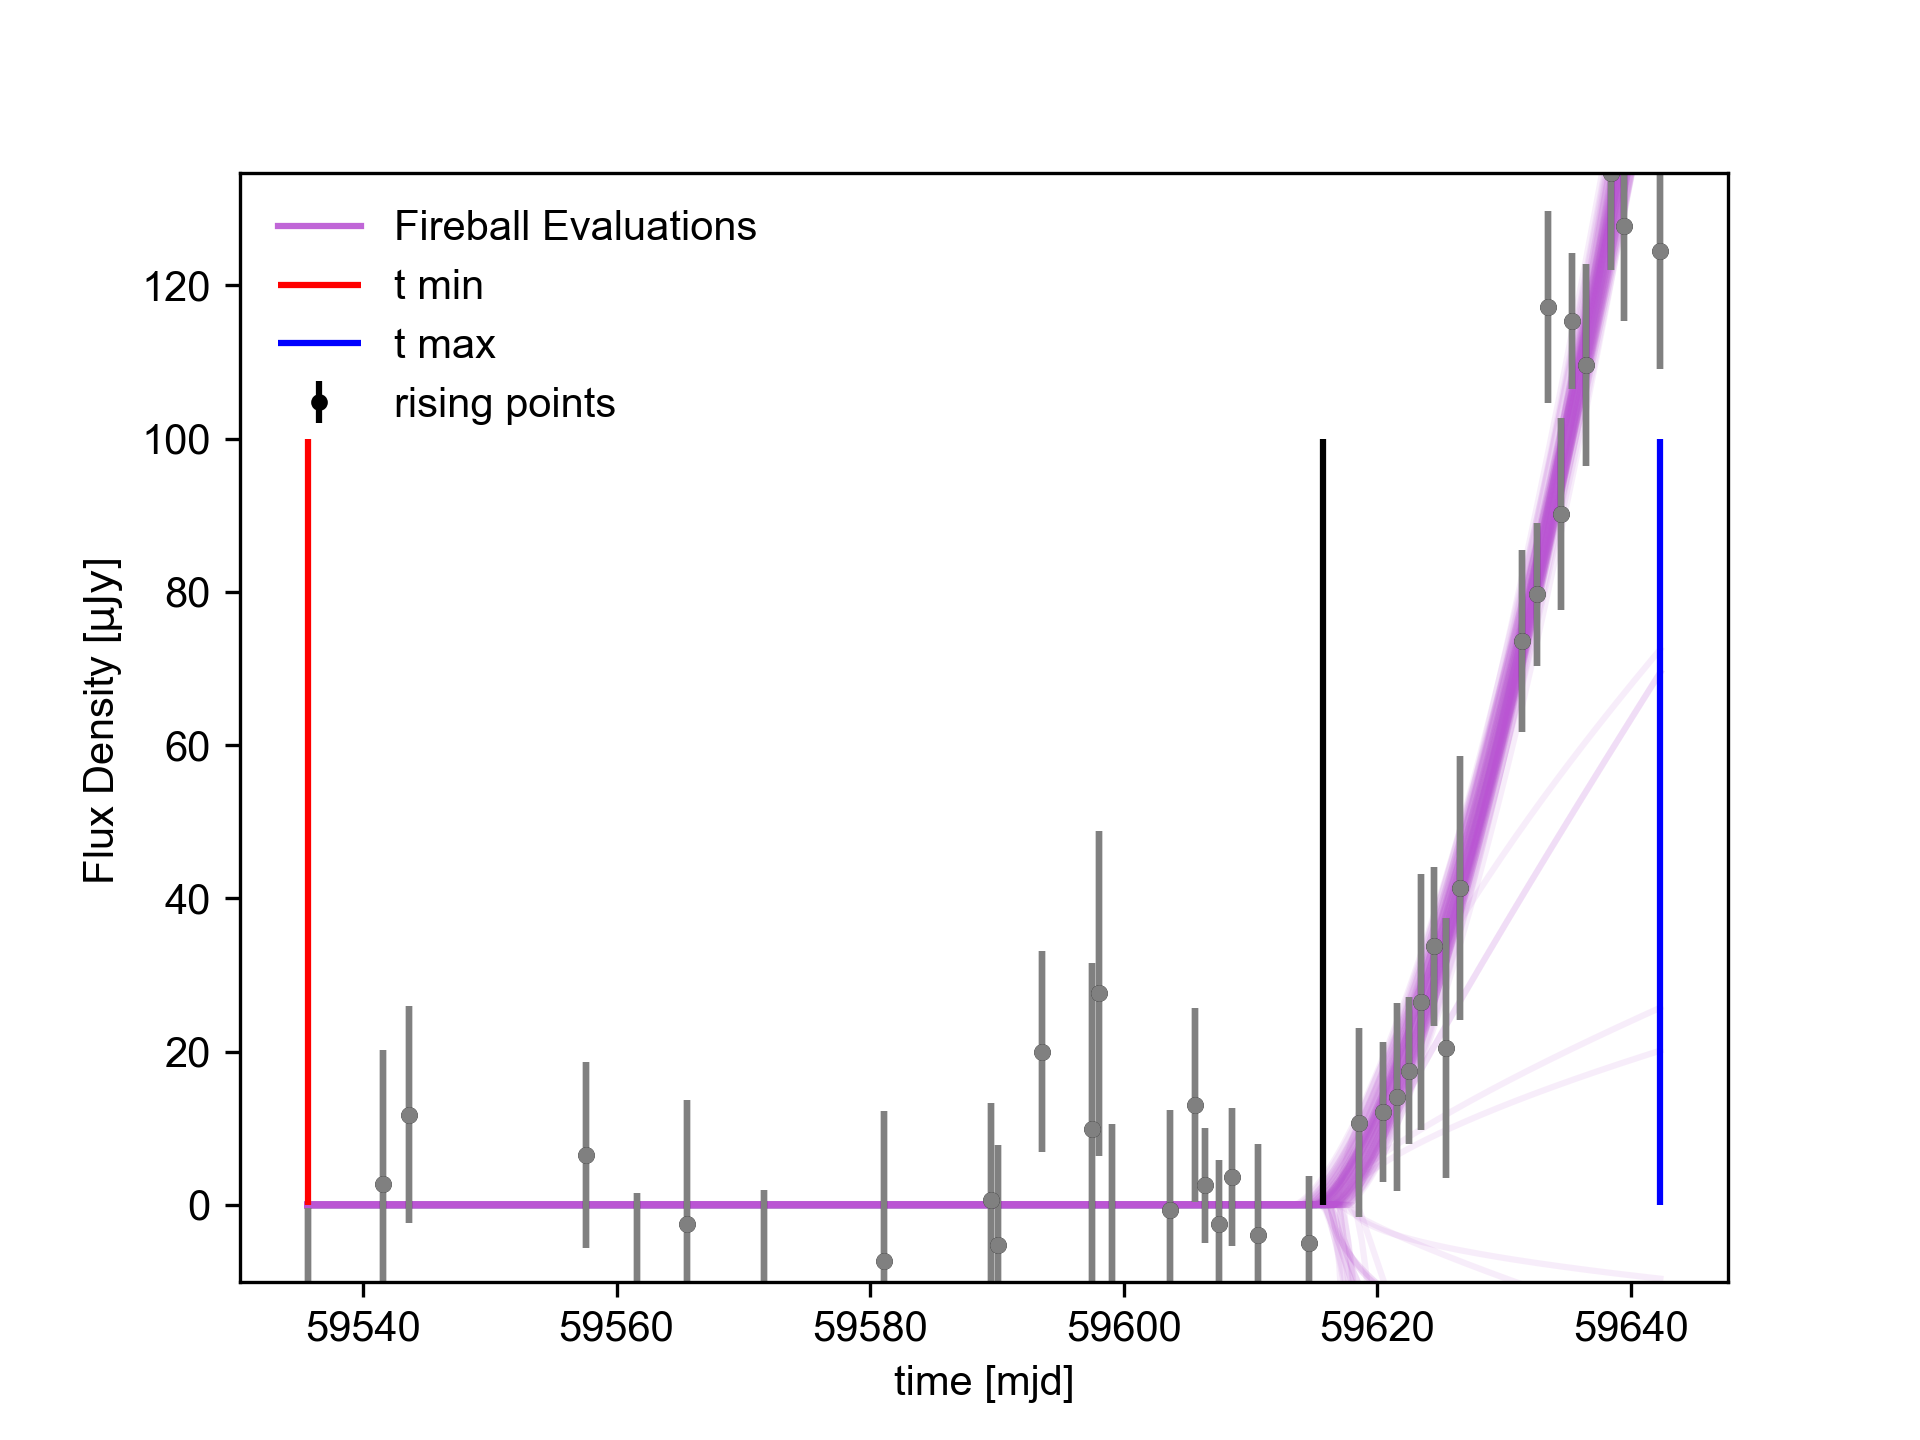 Fireball Evaluations
t min
t max
rising points
120
100
80
60
40
20
0
Flux Density [µJy]
59540 59560 59580 59600 59620 59640
time [mjd]